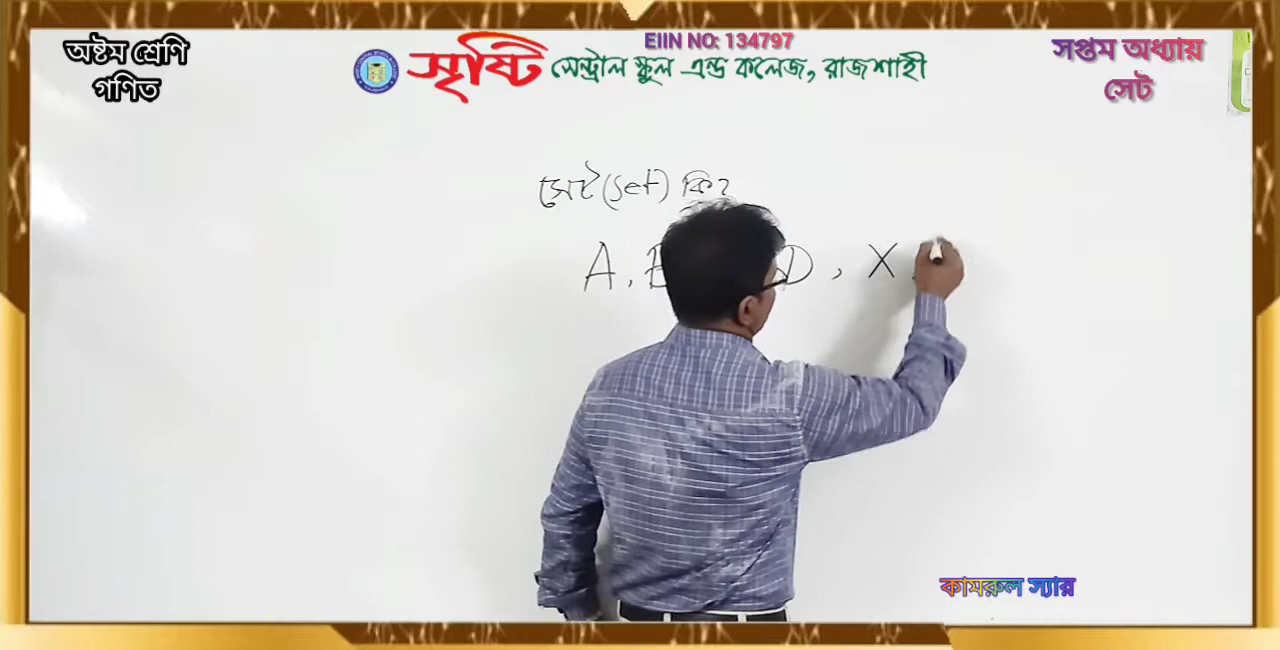 অষ্টম শ্রেণি
গণিত
EIIN NO: 134797
সৃষ্টি সেন্ট্রাল স্কুল এন্ড কলেজ, রাজশাহী
সপ্তম অধ্যায়
সেট
সেট (set) কি?
A, B D, X
কামরুল স্যার